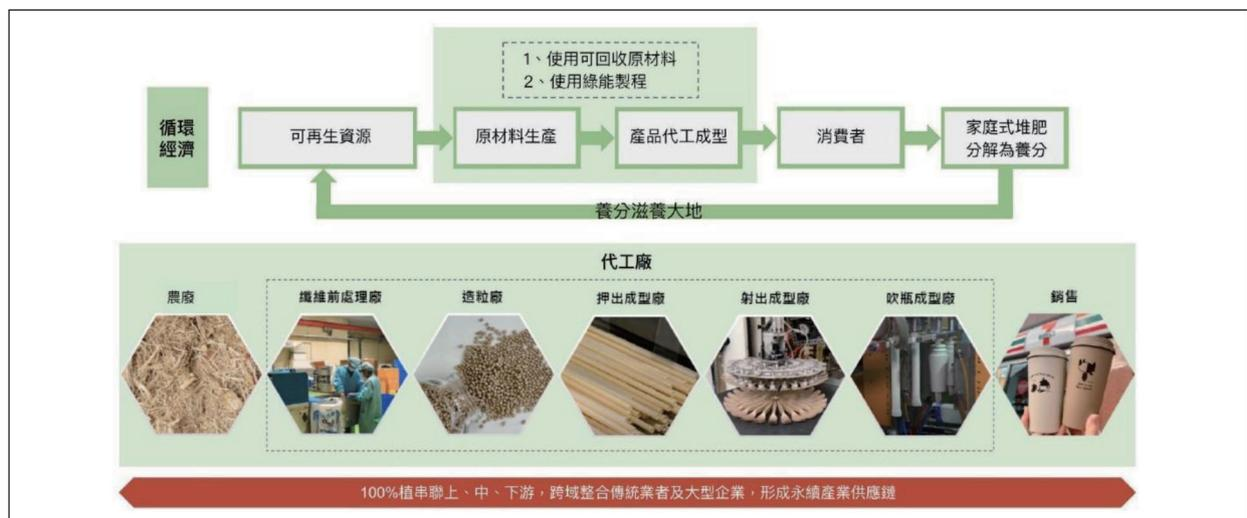 1、使用可回收原材料
2、使用綠能製程
循環
經濟
可再生資源
原材料生產
產品代工成型
消費者
家庭式堆肥
分解為養分
養分滋養大地
代工廠
農廢
纖維前處理廠
造粒廠
押出成型廠
射出成型廠
吹瓶成型廠
銷售
100%植串聯上、中、下游，跨域整合傳統業者及大型企業，形成永續產業供應鏈